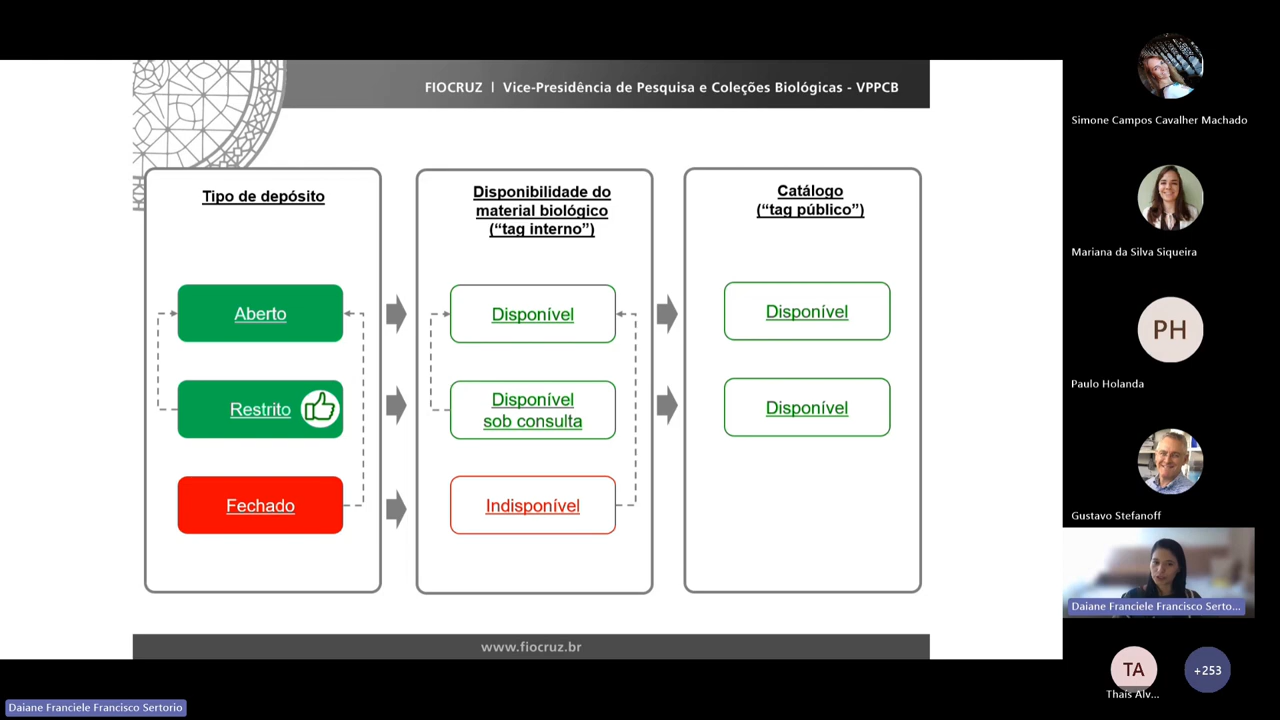 FIOCRUZ | Vice-Presidência de Pesquisa e Coleções Biológicas - VPPCB
Tipo de depósito
Aberto
Restrito
Fechado
Disponibilidade do
material biológico
(“tag interno”)
Disponível
Disponível
sob consulta
Indisponível
Catálogo
(“tag público”)
Disponível
Disponível
www.fiocruz.br
Simone Campos Cavalher Machado
Mariana da Silva Siqueira
PH
Paulo Holanda
Gustavo Stefanoff
Daiane Franciele Francisco Serto...
TA
Thaís Alv...
+253
Daiane Franciele Francisco Sertorio